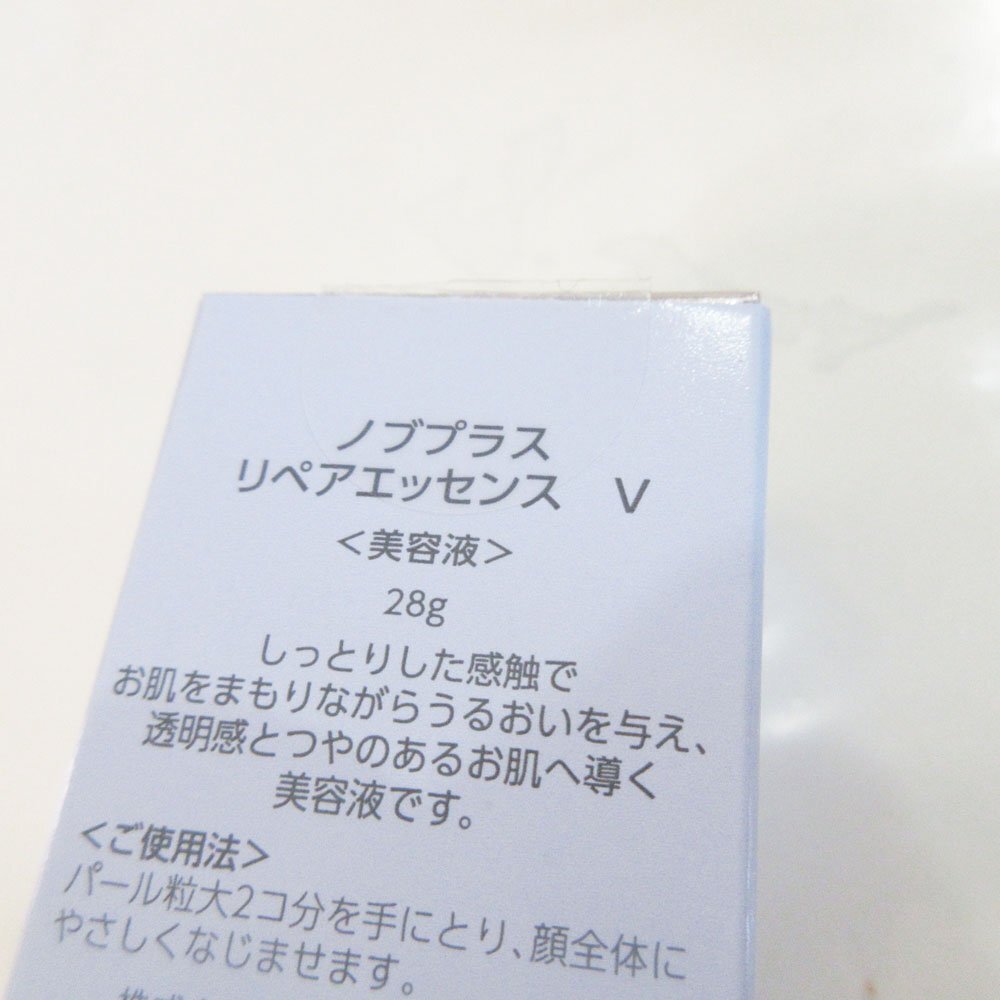 ノブプラス
リペアエッセンス　V
＜美容液＞
28g
しっとりした感触で
お肌をまもりながらうるおいを与え、
透明感とつやのあるお肌へ導く
美容液です。
＜ご使用法＞
パール粒大2コ分を手にとり、顔全体に
やさしくなじませます。